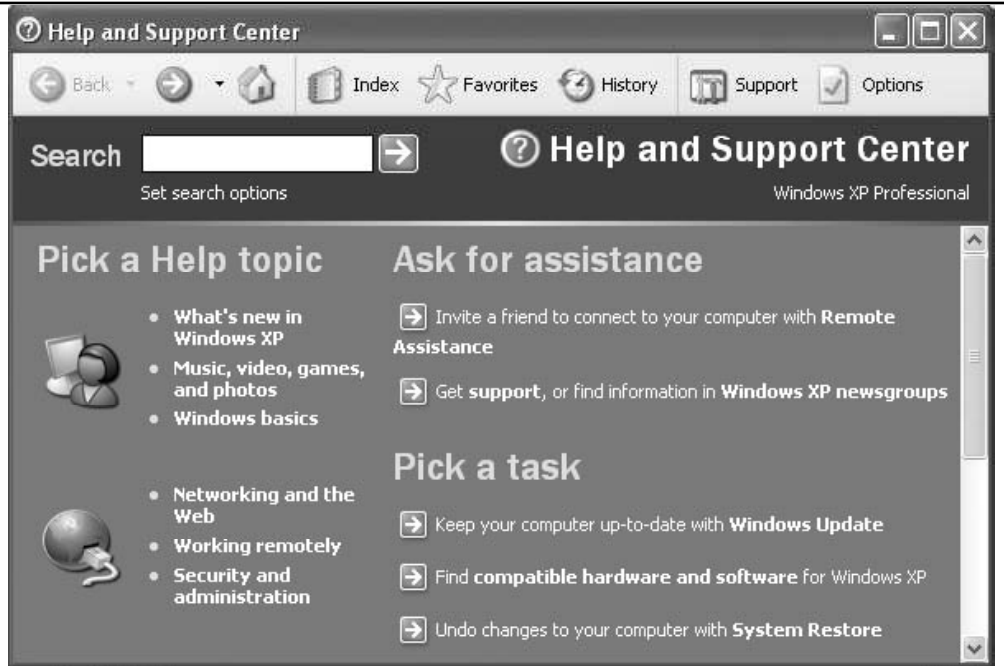 Help and Support Center
Back
Index
Favorites
History
Support
Options
Search
Set search options
Help and Support Center
Windows XP Professional
Pick a Help topic
What's new in
Windows XP
Music, video, games,
and photos
Windows basics
Networking and the
Web
Working remotely
Security and
administration
Ask for assistance
Invite a friend to connect to your computer with Remote
Assistance
Get support, or find information in Windows XP newsgroups
Pick a task
Keep your computer up-to-date with Windows Update
Find compatible hardware and software for Windows XP
Undo changes to your computer with System Restore